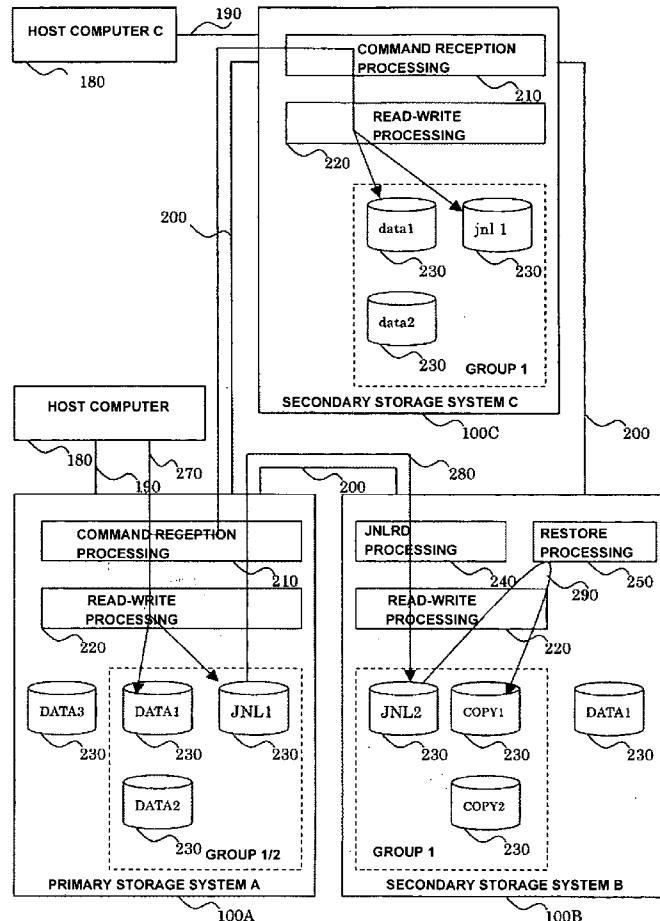 190
HOST COMPUTER C
180
COMMAND RECEPTION
PROCESSING
210
READ-WRITE
PROCESSING
220
200
data1
jnl 1
230
230
data2
230
GROUP 1
SECONDARY STORAGE SYSTEM C
100C
HOST COMPUTER
180
190
270
200
280
200
COMMAND RECEPTION
PROCESSING
210
READ-WRITE
PROCESSING
220
DATA3
DATA1
JNL1
230
230
230
DATA2
230
GROUP 1/2
PRIMARY STORAGE SYSTEM A
100A
JNLRD
PROCESSING
RESTORE
PROCESSING
240
290
250
READ-WRITE
PROCESSING
220
JNL2
COPY1
DATA1
230
230
230
COPY2
230
GROUP 1
SECONDARY STORAGE SYSTEM B
100B